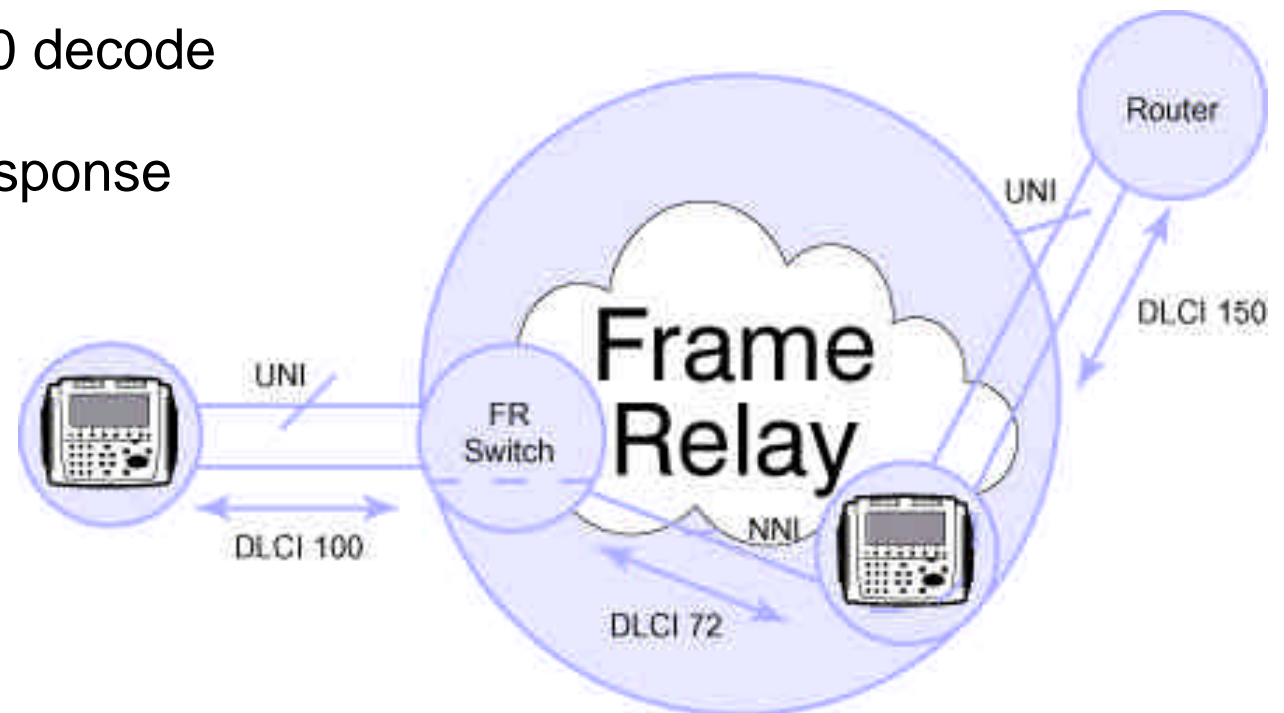 0 decode
sponse
Router
UNI
DLCI 150
Frame
Relay
UNI
FR
Switch
DLCI 100
NNI
DLCI 72